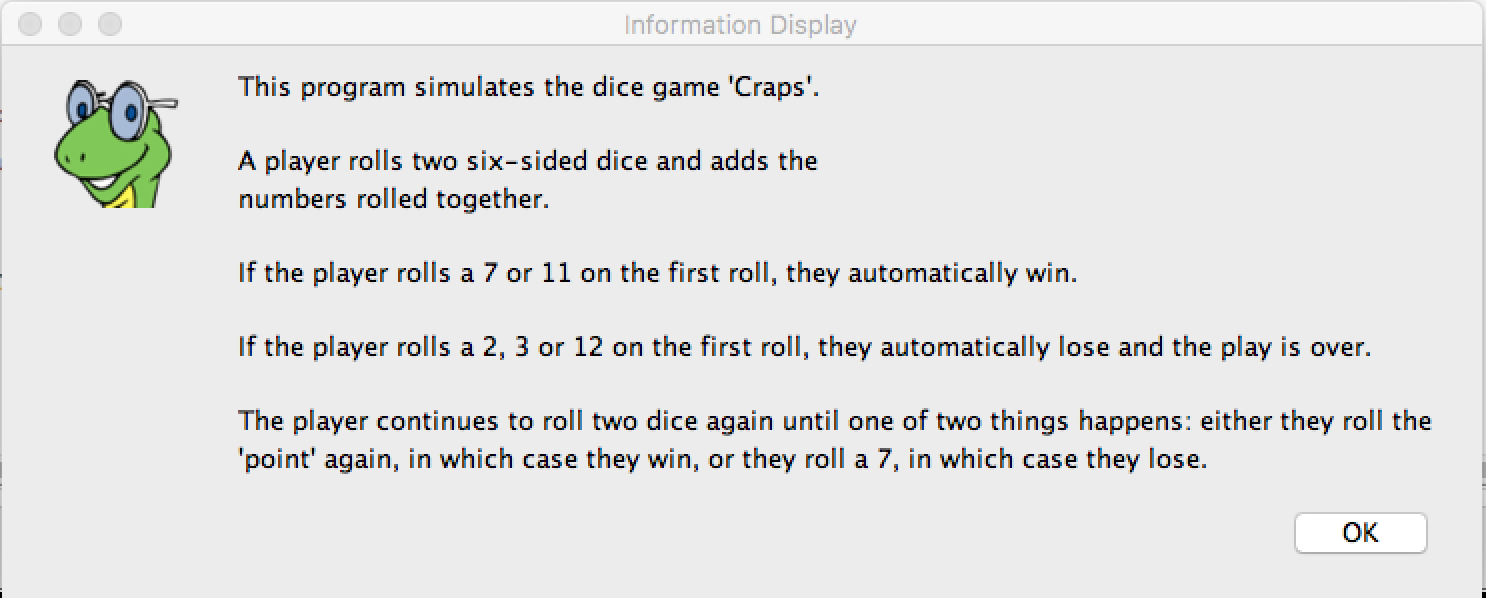 Information Display
This program simulates the dice game 'Craps'.
A player rolls two six-sided dice and adds the
numbers rolled together.
If the player rolls a 7 or 11 on the first roll, they automatically win.
If the player rolls a 2, 3 or 12 on the first roll, they automatically lose and the play is over.
The player continues to roll two dice again until one of two things happens: either they roll the
'point' again, in which case they win, or they roll a 7, in which case they lose.
OK